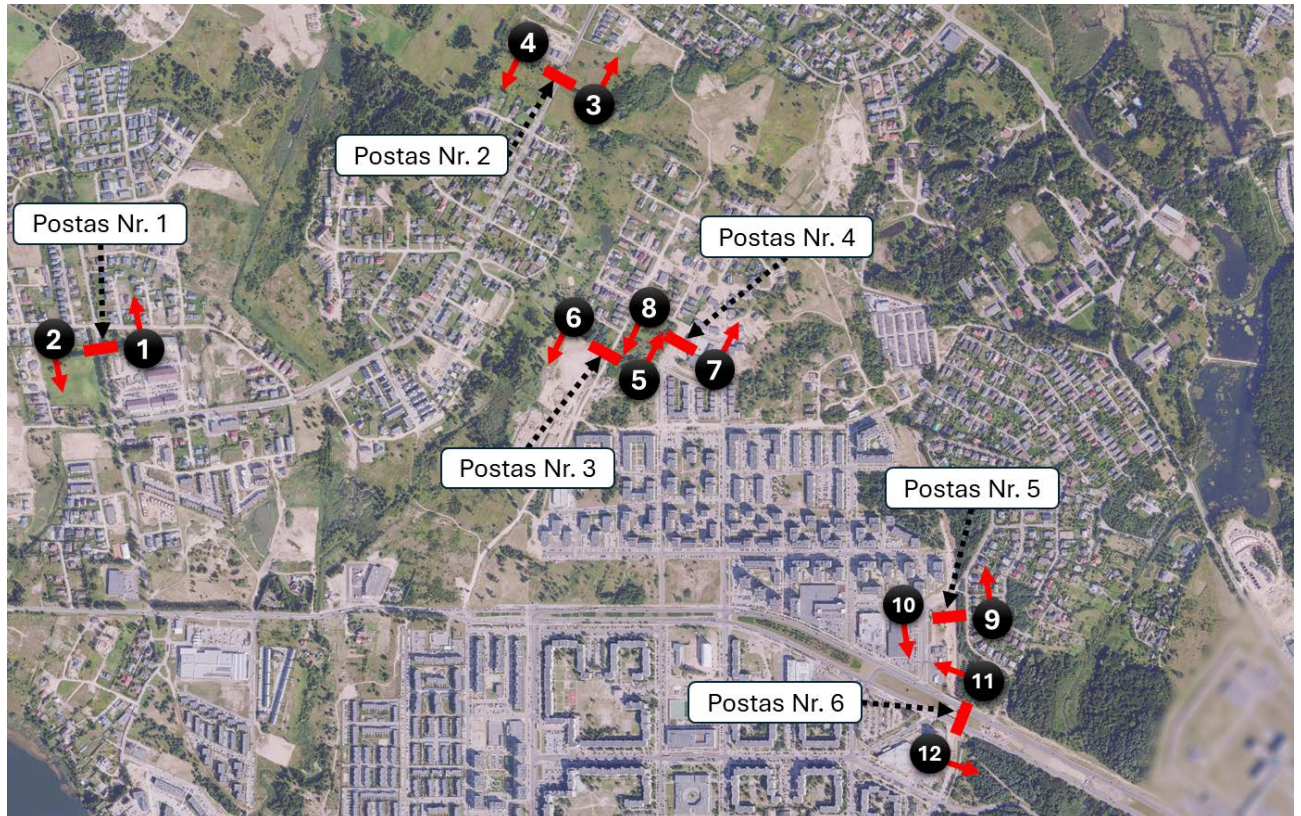 4
3
Postas Nr. 2
Postas Nr. 1
Postas Nr. 4
2
1
6
8
5
7
Postas Nr. 3
Postas Nr. 5
10
9
11
Postas Nr. 6
12